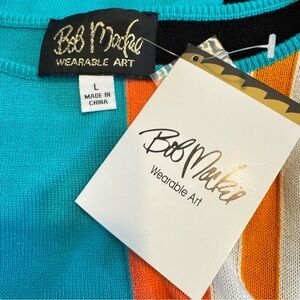 Bob Mackie
WEARABLE ART
L
MADE IN
CHINA
Bob Mackie
Wearable Art